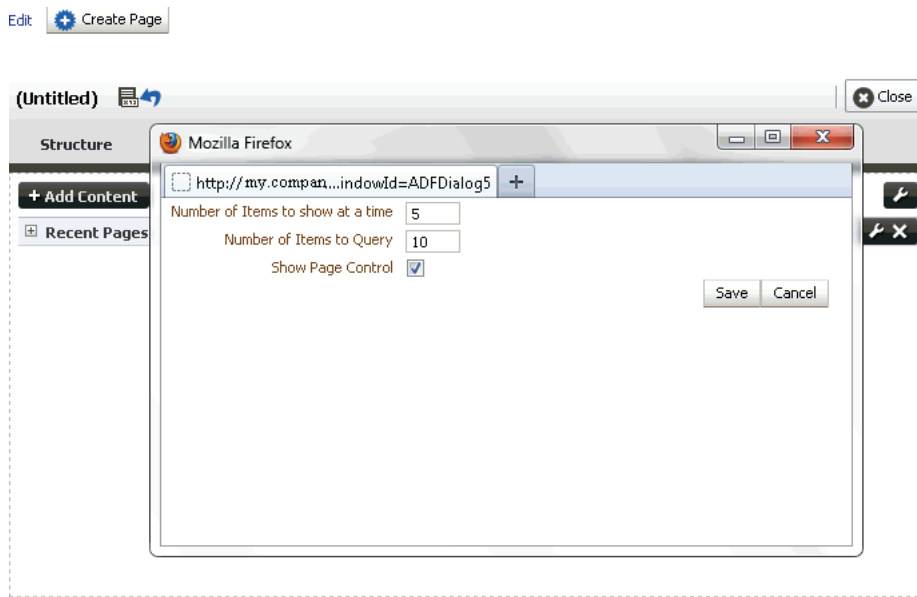 Edit Create Page
(Untitled) Close
Structure
Mozilla Firefox
http://my.compan...indowId=ADFDialog5 +
+ Add Content
Number of Items to show at a time 5
Recent Pages
Number of Items to Query 10
Show Page Control
Save Cancel